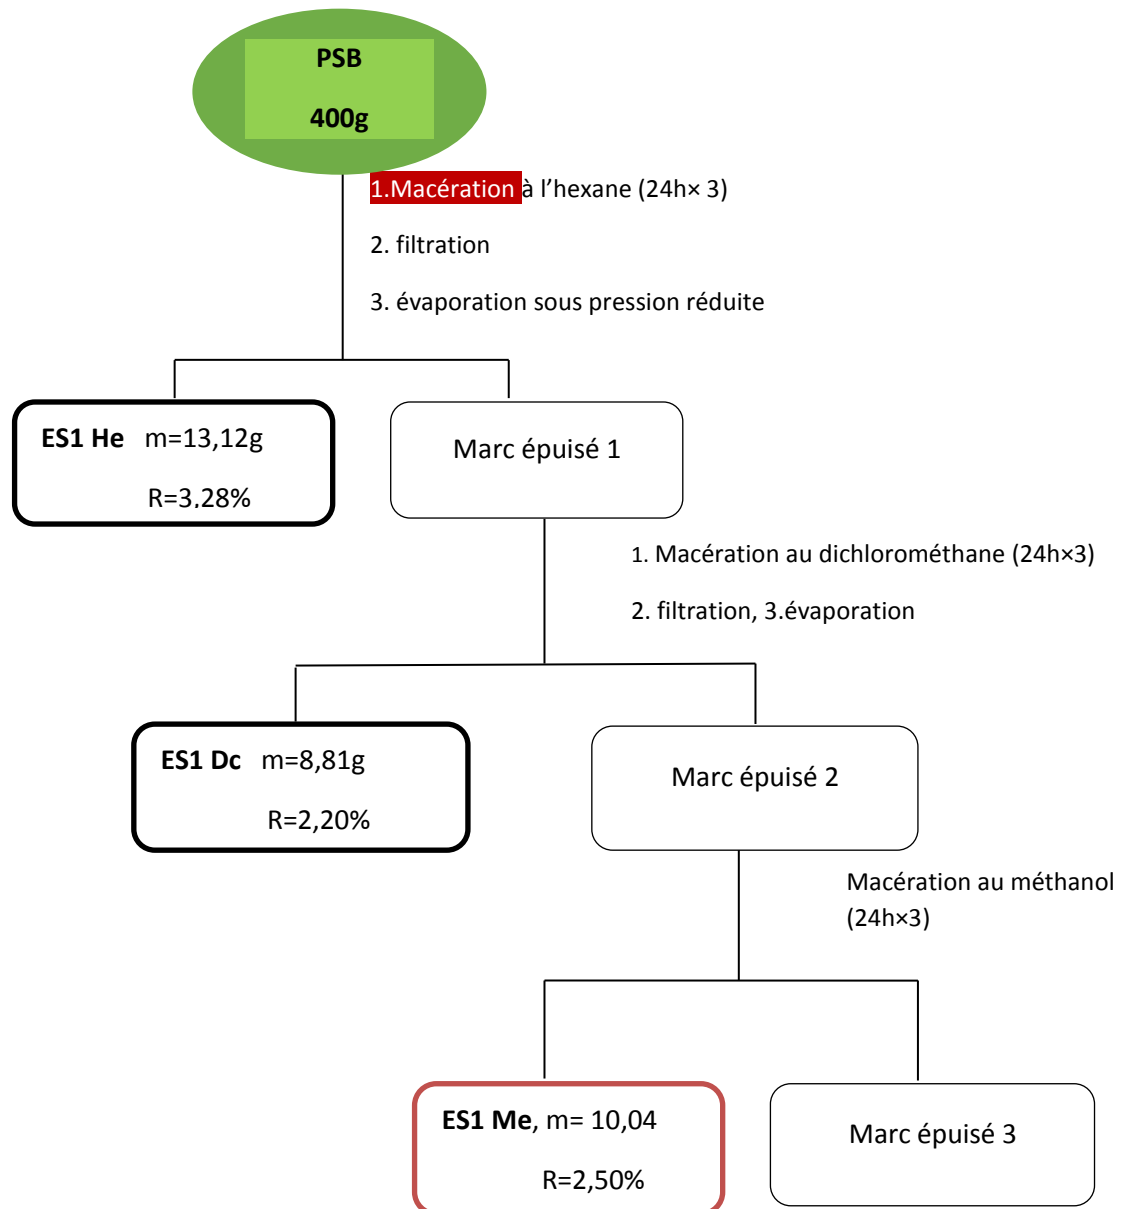 PSB
400g
1.Macération à l’hexane (24h× 3)
2. filtration
3. évaporation sous pression réduite
ES1 He m=13,12g
R=3,28%
Marc épuisé 1
1. Macération au dichlorométhane (24h×3)
2. filtration, 3.évaporation
ES1 Dc m=8,81g
R=2,20%
Marc épuisé 2
Macération au méthanol
(24h×3)
ES1 Me, m= 10,04
R=2,50%
Marc épuisé 3